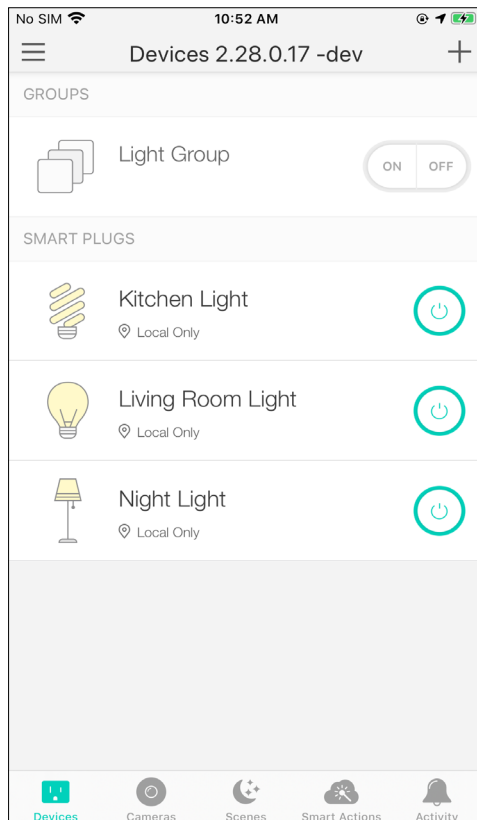 No SIM 10:52 AM
Devices 2.28.0.17 -dev
GROUPS
Light Group
ON OFF
SMART PLUGS
Kitchen Light
Local Only
Living Room Light
Local Only
Night Light
Local Only
Devices Cameras Scenes Smart Actions Activity